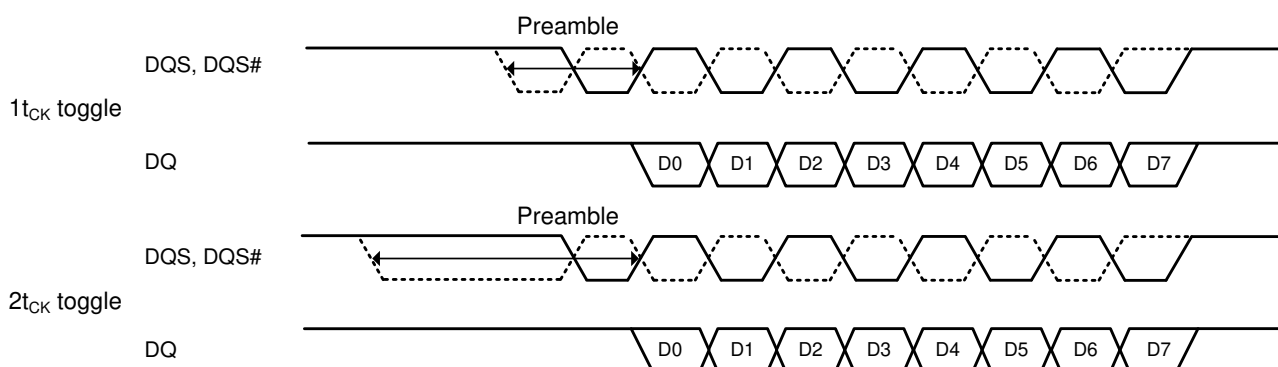 Preamble
DQS, DQS#
1tCK toggle
DQ
D0 D1 D2 D3 D4 D5 D6 D7
Preamble
DQS, DQS#
2tCK toggle
DQ
D0 D1 D2 D3 D4 D5 D6 D7